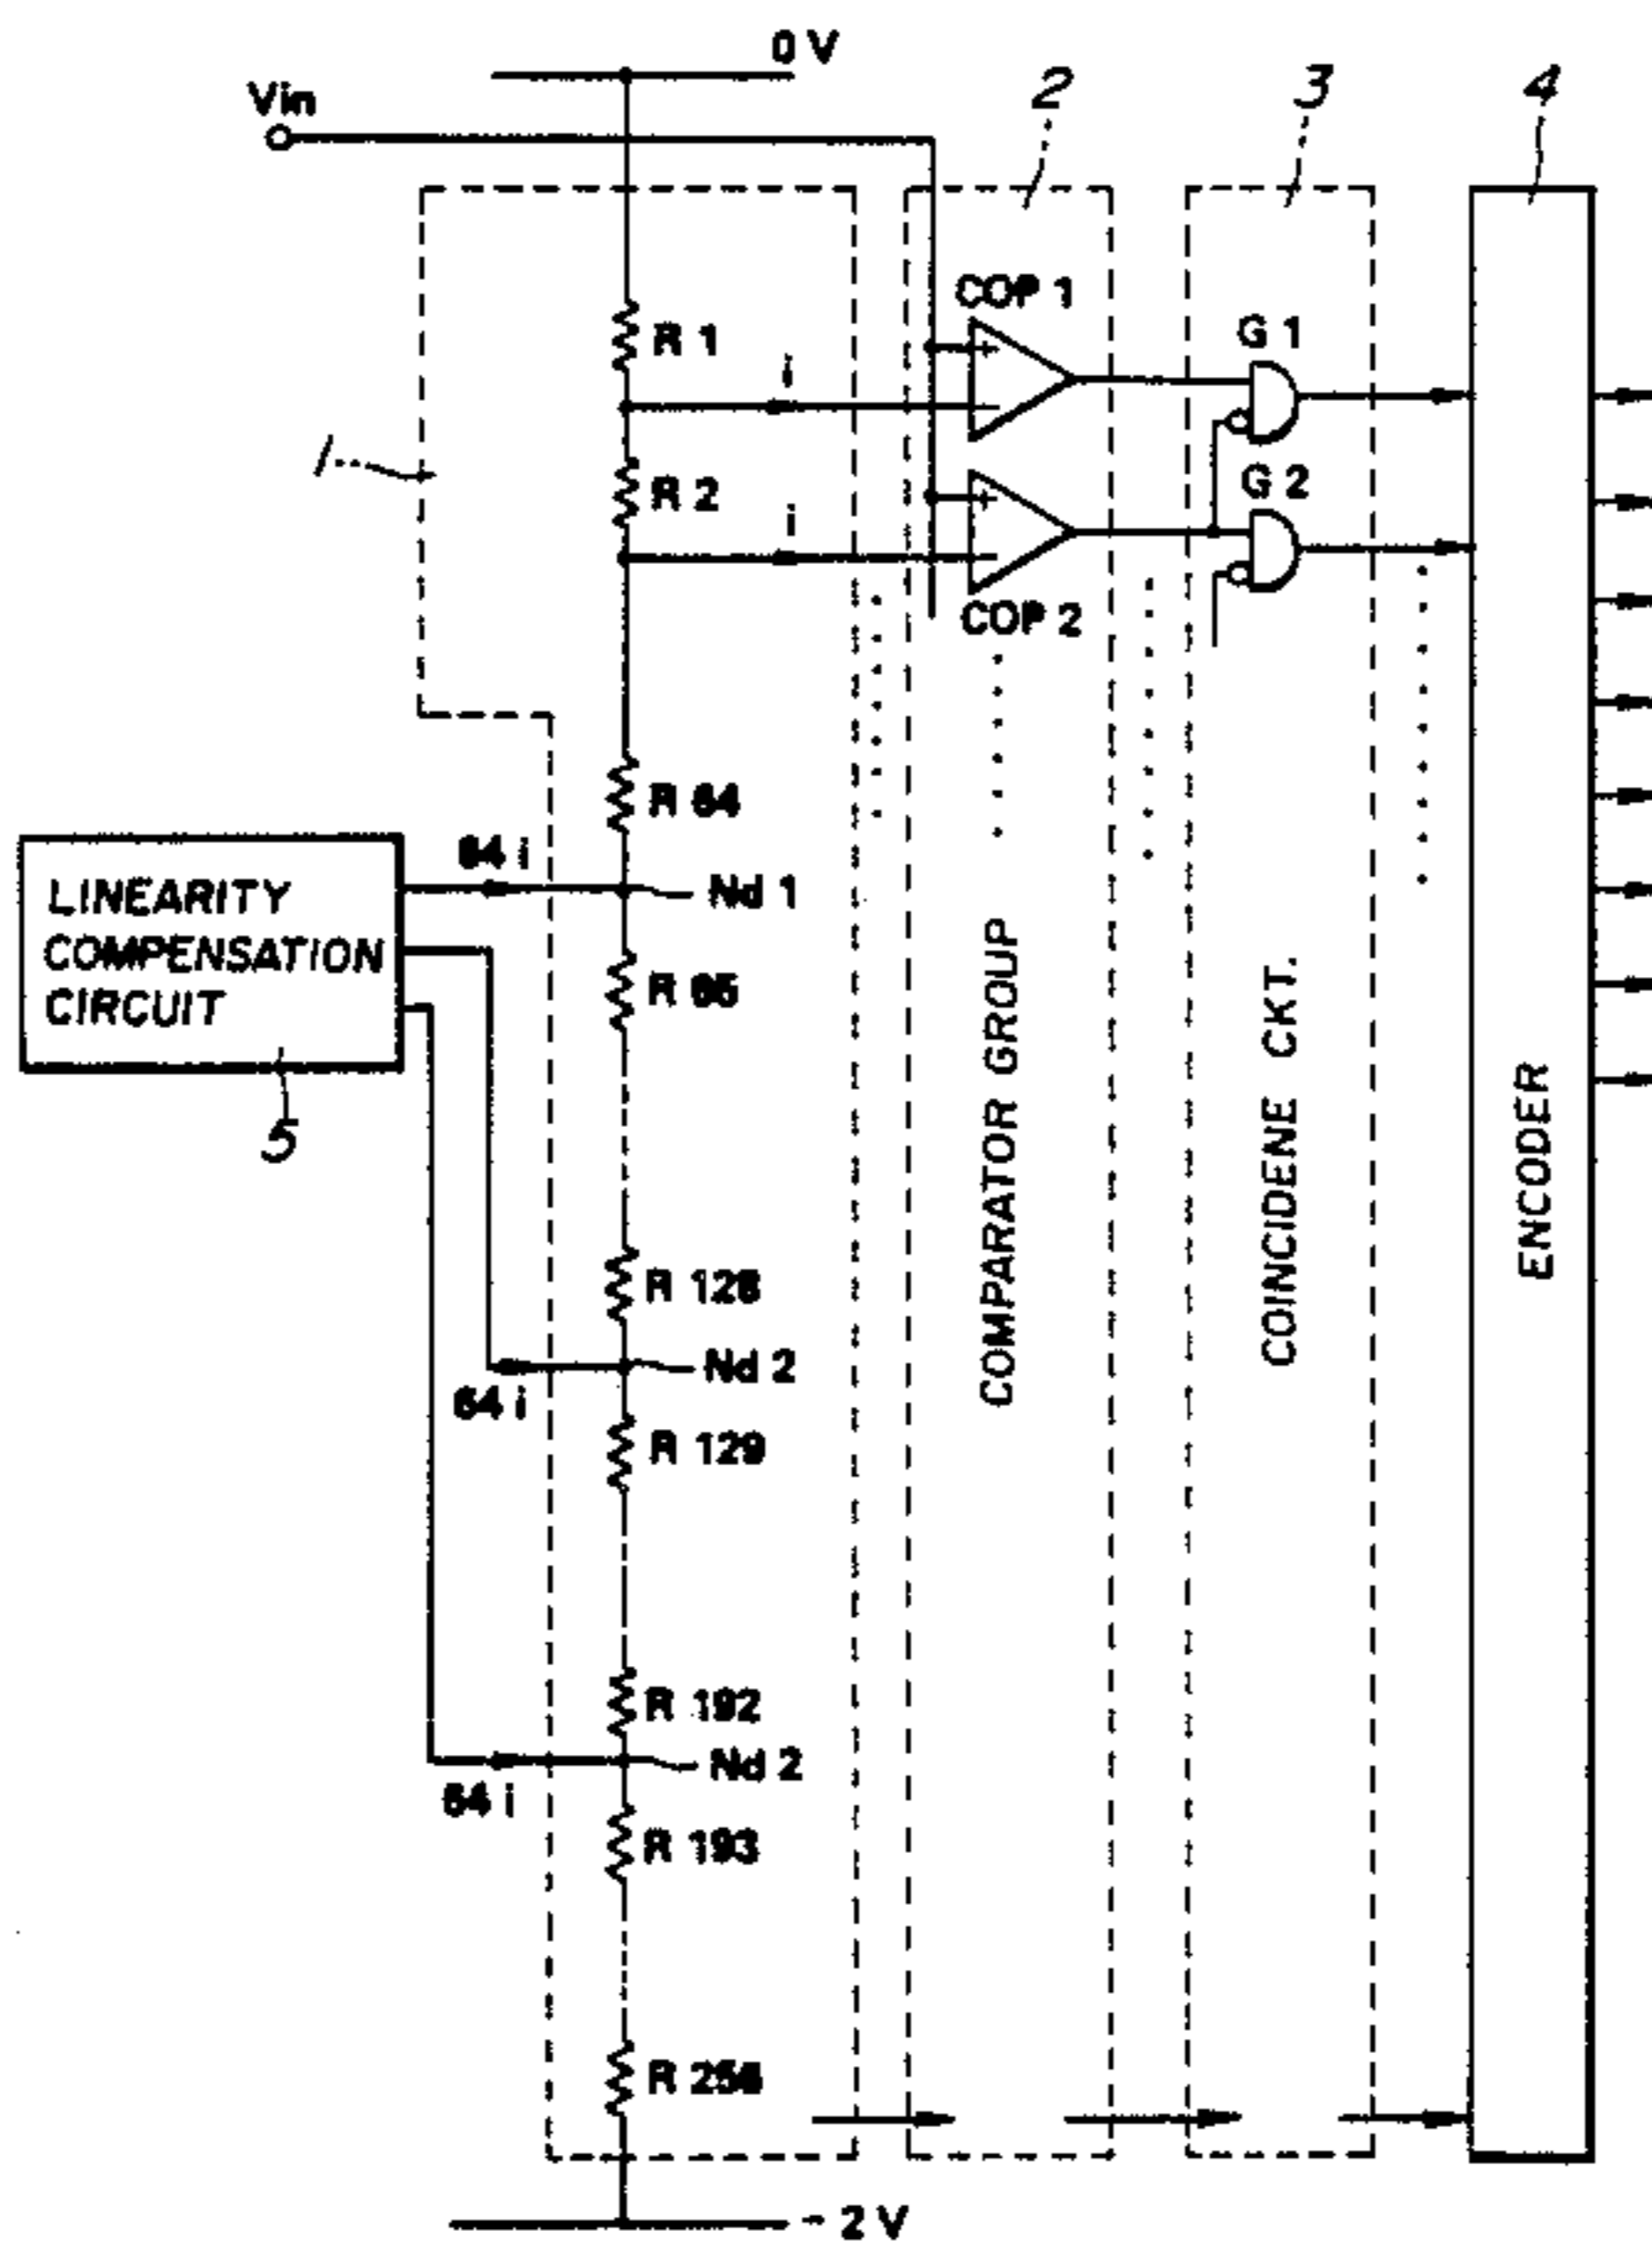 0 V
Vin
2
3
4
COP 1
G 1
R 1
i
1
R 2
G 2
i
COP 2
R 64
64 i
Nd 1
LINEARITY
COMPENSATION
CIRCUIT
R 65
5
COMPARATOR GROUP
COINCIDENE CKT.
ENCODER
R 128
Nd 2
64 i
R 129
R 192
Nd 2
64 i
R 193
R 256
- 2 V